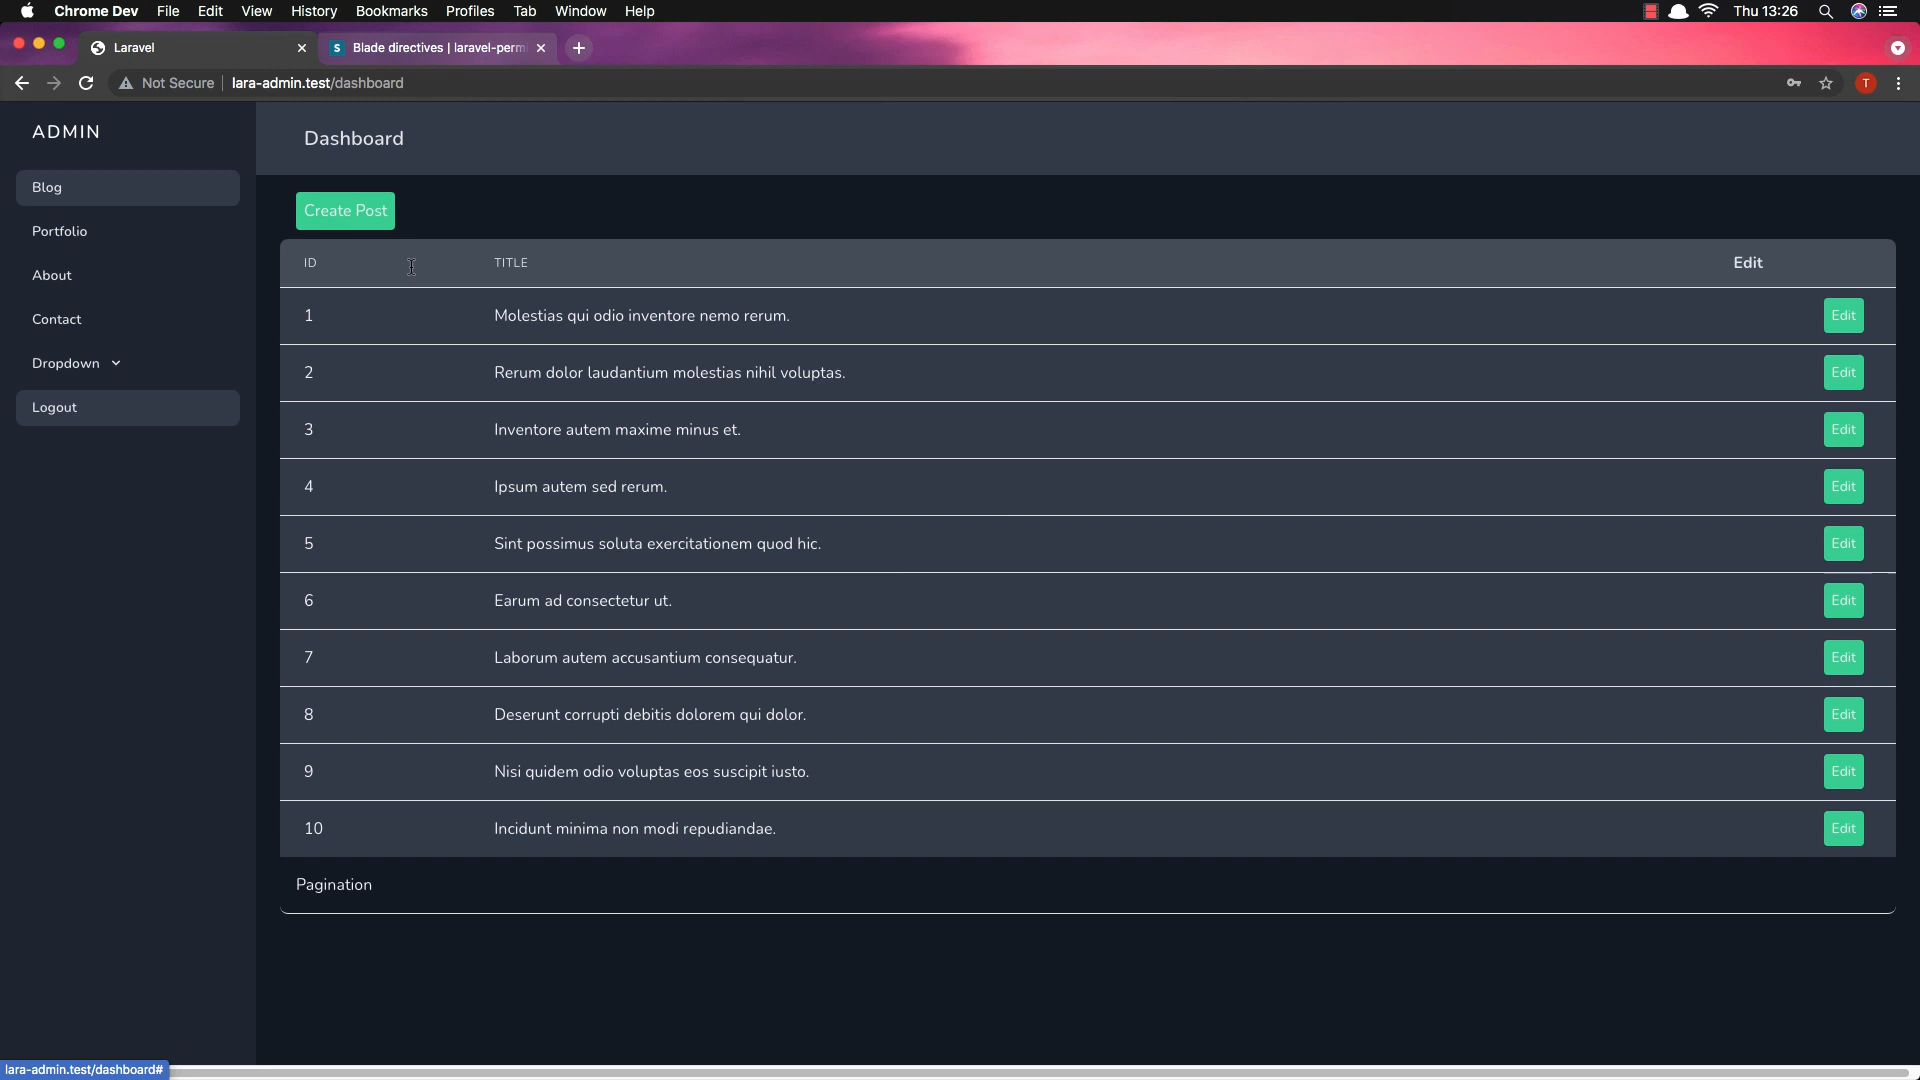 Chrome Dev File Edit View History Bookmarks Profiles Tab Window Help Thu 13:26
Laravel S Blade directives | laravel-perm
Not Secure lara-admin.test/dashboard T
ADMIN
Dashboard
Blog
Portfolio
About
Contact
Dropdown
Logout
Create Post
ID TITLE Edit
1 Molestias qui odio inventore nemo rerum. Edit
2 Rerum dolor laudantium molestias nihil voluptas. Edit
3 Inventore autem maxime minus et. Edit
4 Ipsum autem sed rerum. Edit
5 Sint possimus soluta exercitationem quod hic. Edit
6 Earum ad consectetur ut. Edit
7 Laborum autem accusantium consequatur. Edit
8 Deserunt corrupti debitis dolorem qui dolor. Edit
9 Nisi quidem odio voluptas eos suscipit iusto. Edit
10 Incidunt minima non modi repudiandae. Edit
Pagination
lara-admin.test/dashboard#